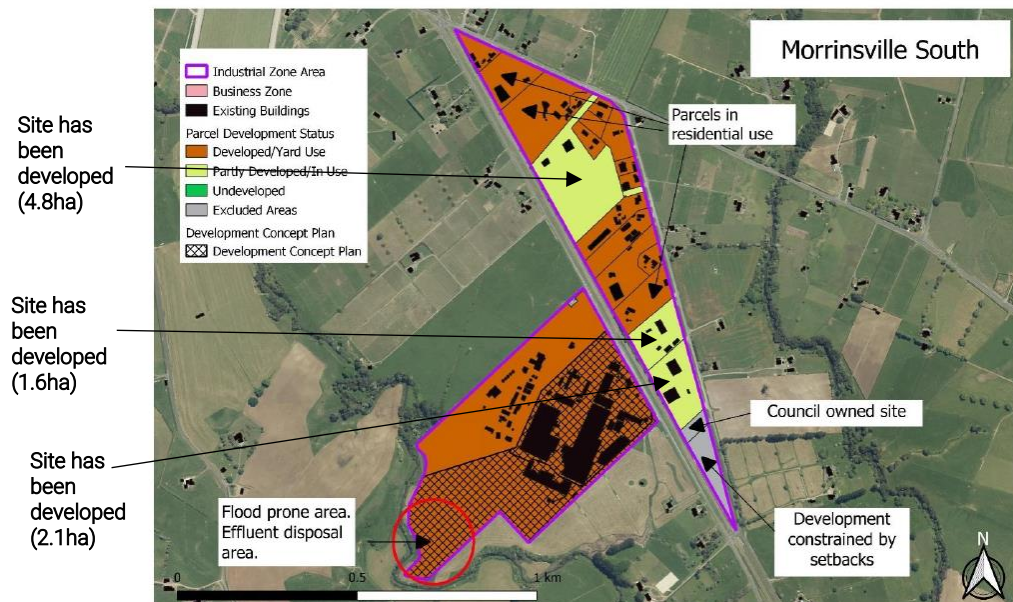 Morrinsville South
Industrial Zone Area
Business Zone
Existing Buildings
Parcel Development Status
Developed/Yard Use
Partly Developed/In Use
Undeveloped
Excluded Areas
Development Concept Plan
Development Concept Plan
Site has
been
developed
(4.8ha)
Parcels in
residential use
Site has
been
developed
(1.6ha)
Council owned site
Site has
been
developed
(2.1ha)
Flood prone area.
Effluent disposal
area.
Development
constrained by
setbacks
N
0 0.5 1 km